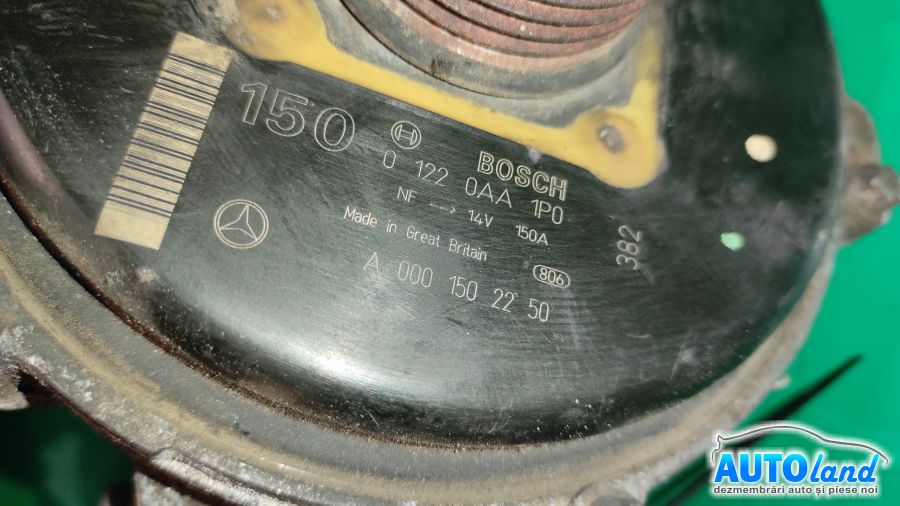 150
BOSCH
0 122 0AA 1P0
NF ---> 14V 150A
Made in Great Britain
806
A 000 150 22 50
382
AUTOland
dezmembrări auto și piese noi